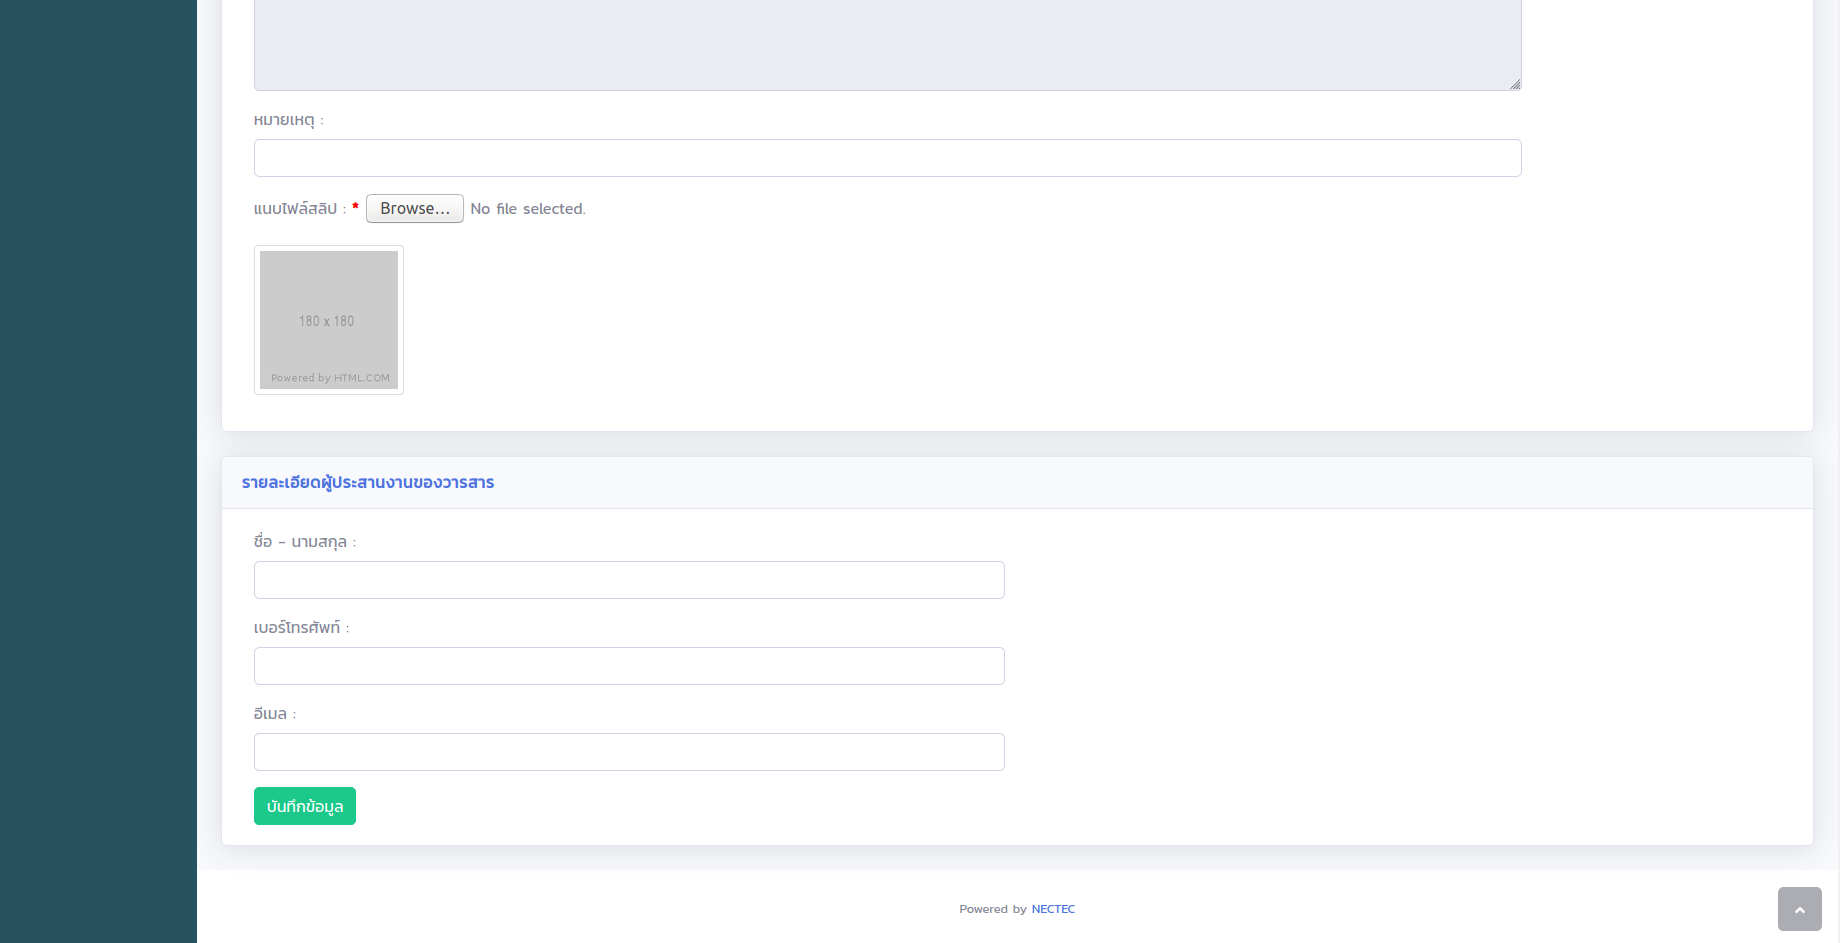 หมายเหตุ :
แนบไฟล์สลิป : * Browse... No file selected.
180 x 180
Powered by HTML.COM
รายละเอียดผู้ประสานงานของวารสาร
ชื่อ - นามสกุล :
เบอร์โทรศัพท์ :
อีเมล :
บันทึกข้อมูล
Powered by NECTEC